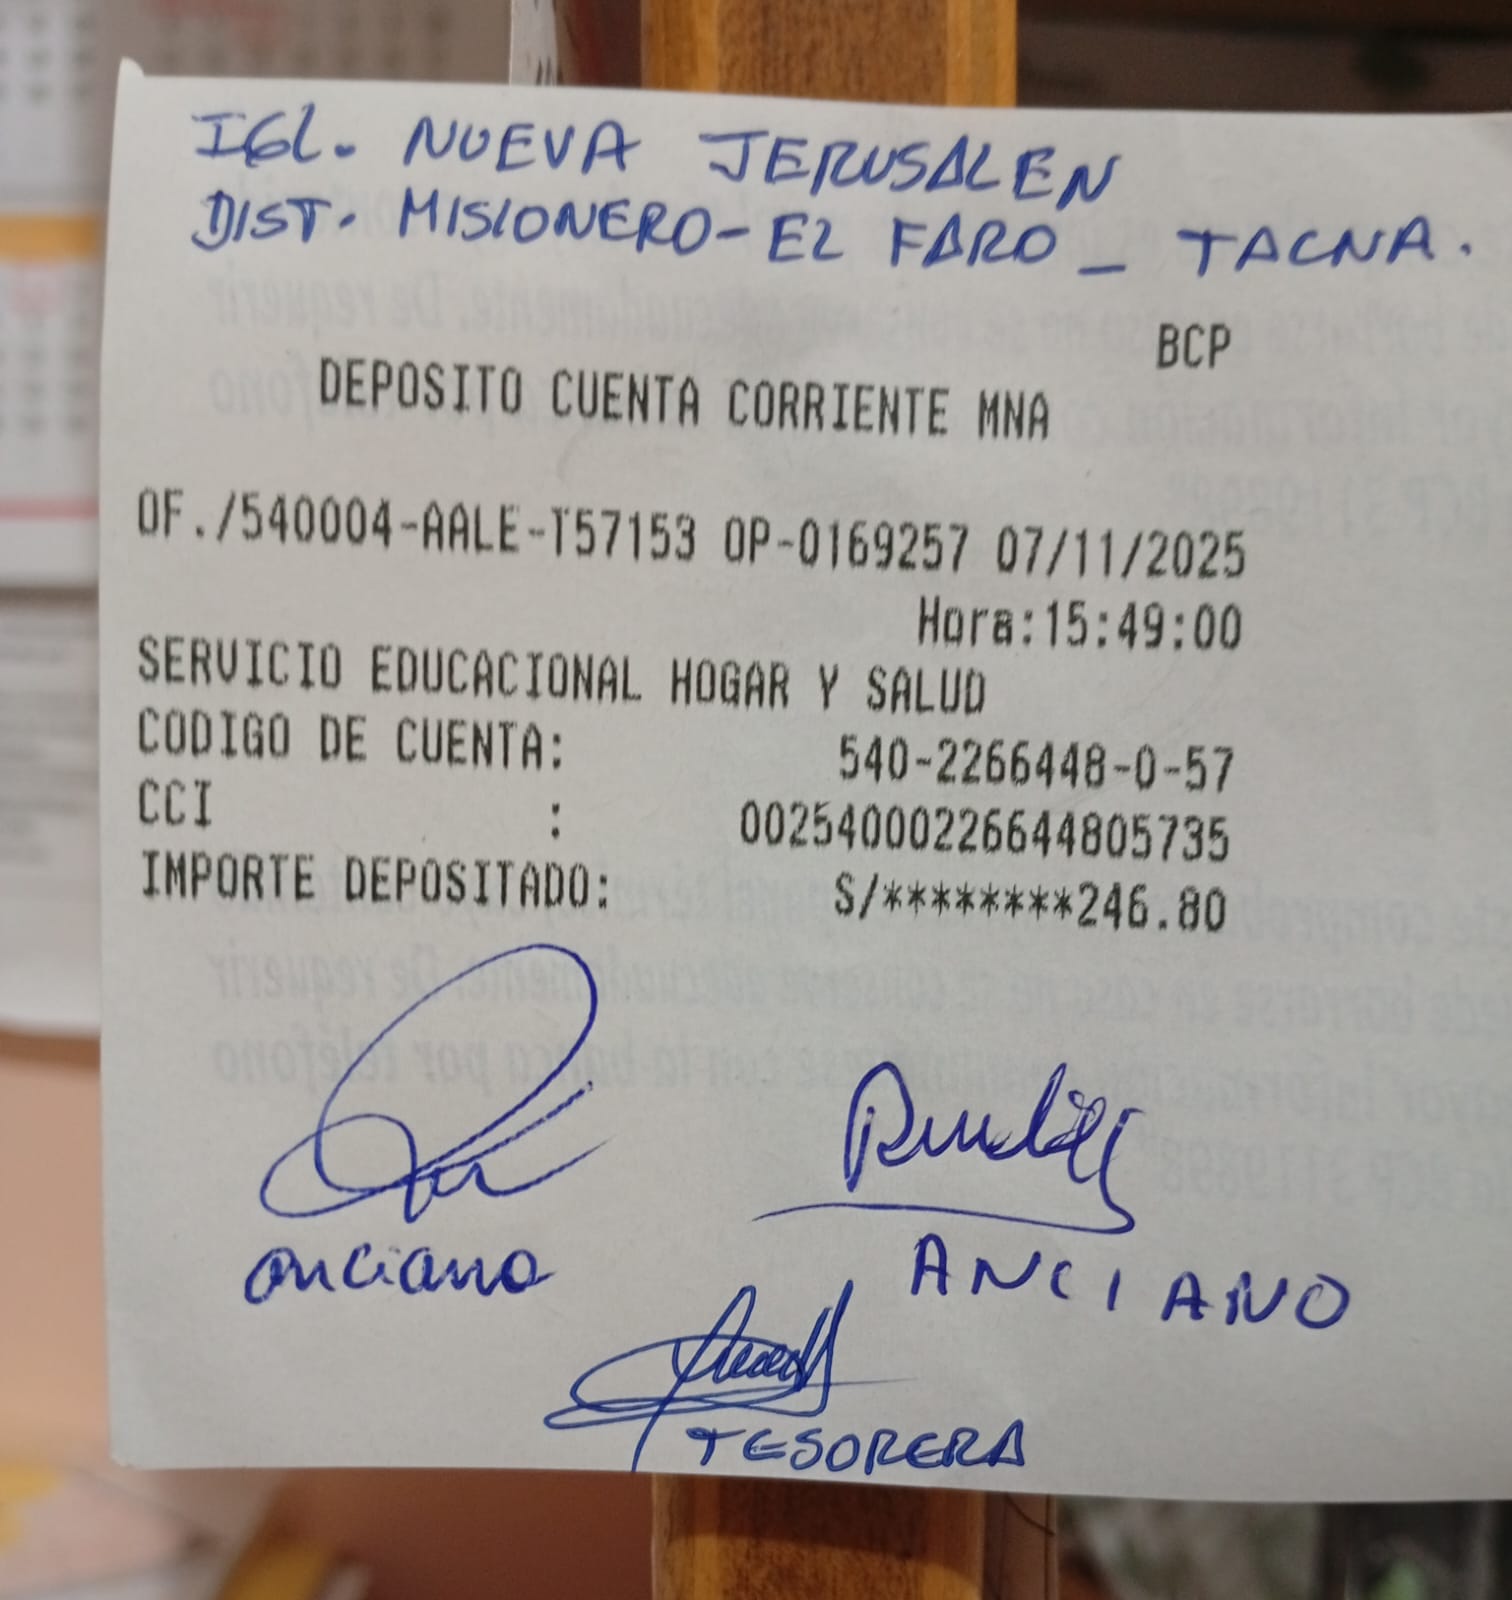 IGL. NUEVA JERUSALEN
DIST. MISIONERO - EL FARO _ TACNA.
BCP
DEPOSITO CUENTA CORRIENTE MNA
OF./540004-AALE-T57153 OP-0169257 07/11/2025
Hora:15:49:00
SERVICIO EDUCACIONAL HOGAR Y SALUD
CODIGO DE CUENTA: 540-2266448-0-57
CCI : 00254000226644805735
IMPORTE DEPOSITADO: S/********246.80
anciano
ANCIANO
TESORERA